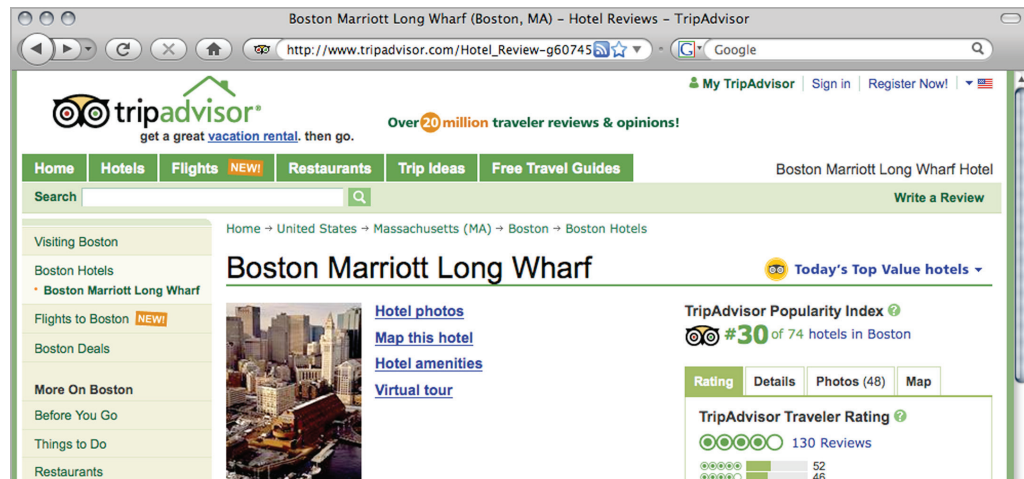 Boston Marriott Long Wharf (Boston, MA) – Hotel Reviews – TripAdvisor
http://www.tripadvisor.com/Hotel_Review-g60745
G
Google
My TripAdvisor
Sign in
Register Now!
tripadvisor®
get a great vacation rental. then go.
Over 20 million traveler reviews & opinions!
Home
Hotels
Flights NEW!
Restaurants
Trip Ideas
Free Travel Guides
Boston Marriott Long Wharf Hotel
Search
Write a Review
Home → United States → Massachusetts (MA) → Boston → Boston Hotels
Visiting Boston
Boston Hotels
• Boston Marriott Long Wharf
Flights to Boston NEW!
Boston Deals
More On Boston
Before You Go
Things to Do
Restaurants
Boston Marriott Long Wharf
Today's Top Value hotels
Hotel photos
Map this hotel
Hotel amenities
Virtual tour
TripAdvisor Popularity Index ?
#30 of 74 hotels in Boston
Rating
Details
Photos (48)
Map
TripAdvisor Traveler Rating ?
130 Reviews
52
46